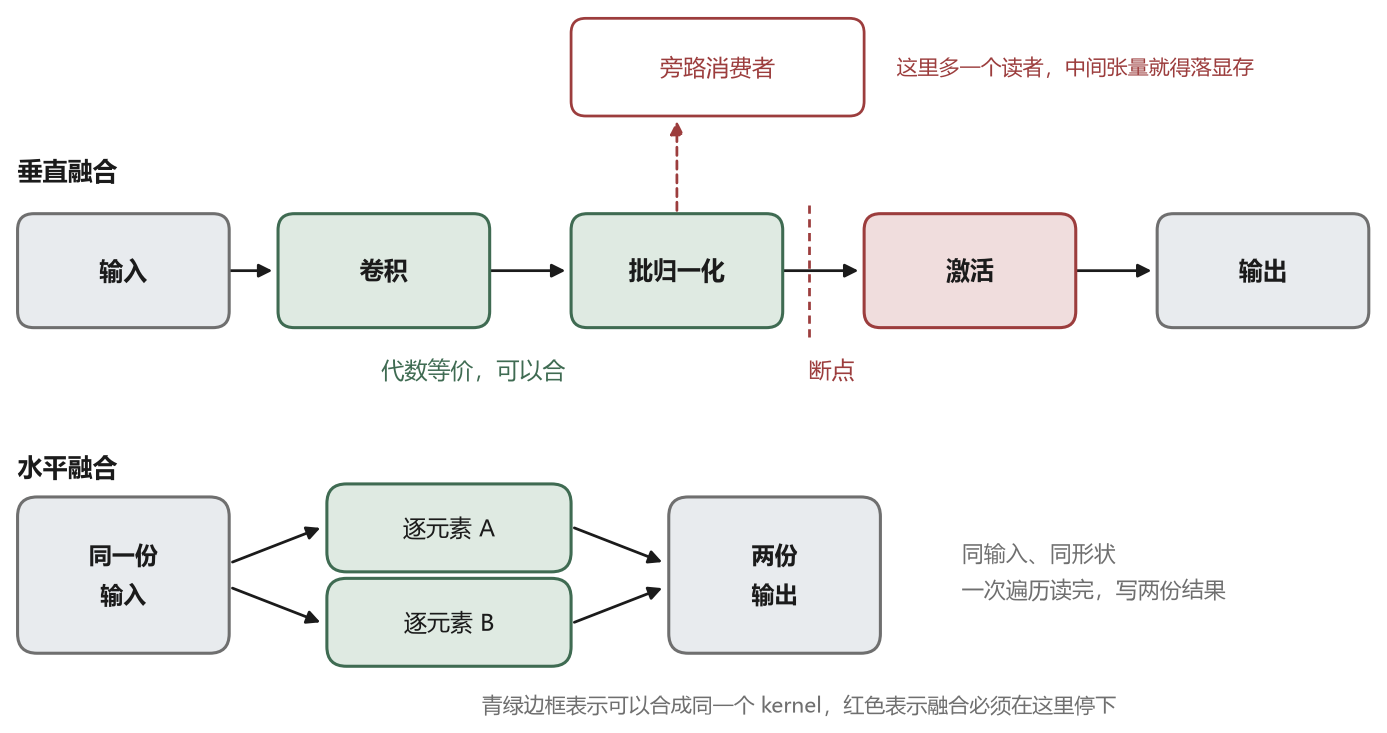 旁路消费者
这里多一个读者，中间张量就得落显存
垂直融合
输入
卷积
批归一化
激活
输出
代数等价，可以合
断点
水平融合
同一份
输入
逐元素 A
逐元素 B
两份
输出
同输入、同形状
一次遍历读完，写两份结果
青绿边框表示可以合成同一个 kernel，红色表示融合必须在这里停下